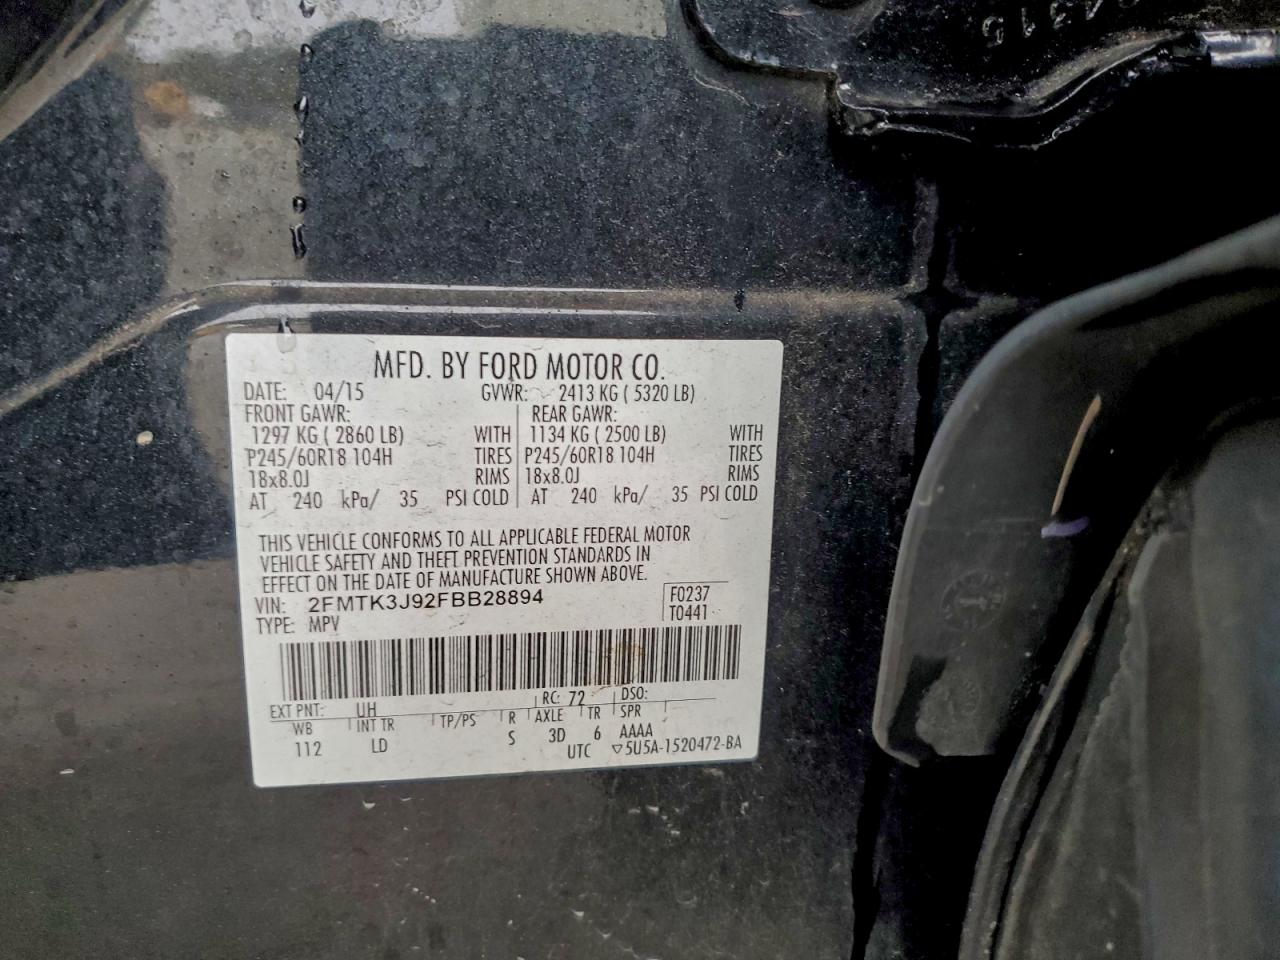 04315
MFD. BY FORD MOTOR CO.
DATE: 04/15 GVWR: 2413 KG ( 5320 LB)
FRONT GAWR: REAR GAWR:
1297 KG ( 2860 LB) WITH 1134 KG ( 2500 LB) WITH
P245/60R18 104H TIRES P245/60R18 104H TIRES
18x8.0J RIMS 18x8.0J RIMS
AT 240 kPa/ 35 PSI COLD AT 240 kPa/ 35 PSI COLD
THIS VEHICLE CONFORMS TO ALL APPLICABLE FEDERAL MOTOR
VEHICLE SAFETY AND THEFT PREVENTION STANDARDS IN
EFFECT ON THE DATE OF MANUFACTURE SHOWN ABOVE.
VIN: 2FMTK3J92FBB28894 F0237
TYPE: MPV T0441
EXT PNT: UH RC: 72 DSO:
WB INT TR TP/PS R AXLE TR SPR
112 LD S 3D 6 AAAA
UTC ▽5U5A-1520472-BA